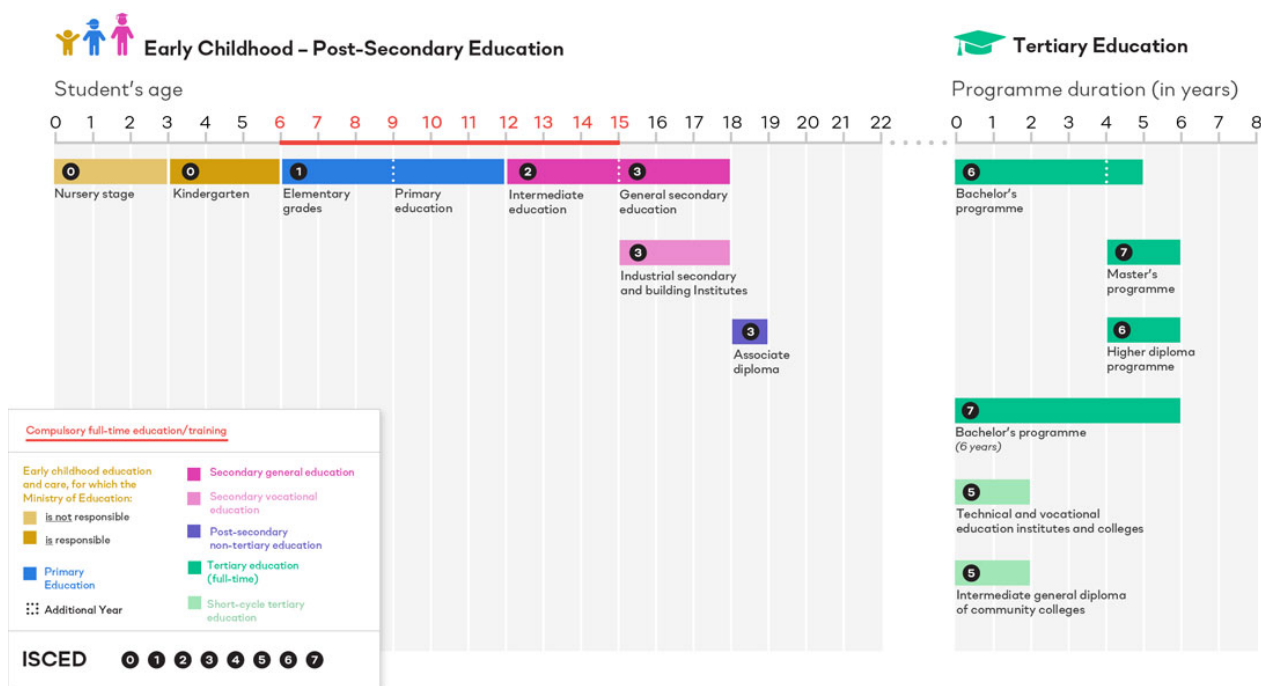 Early Childhood – Post-Secondary Education
Student's age
0 1 2 3 4 5 6 7 8 9 10 11 12 13 14 15 16 17 18 19 20 21 22
0
Nursery stage
0
Kindergarten
1
Elementary
grades
Primary
education
2
Intermediate
education
3
General secondary
education
3
Industrial secondary
and building Institutes
3
Associate
diploma
Tertiary Education
Programme duration (in years)
0 1 2 3 4 5 6 7 8
6
Bachelor's
programme
7
Master's
programme
6
Higher diploma
programme
7
Bachelor's programme
(6 years)
5
Technical and vocational
education institutes and colleges
5
Intermediate general diploma
of community colleges
Compulsory full-time education/training
Early childhood education
and care, for which the
Ministry of Education:
is not responsible
is responsible
Primary
Education
Additional Year
Secondary general education
Secondary vocational
education
Post-secondary
non-tertiary education
Tertiary education
(full-time)
Short-cycle tertiary
education
ISCED 0 1 2 3 4 5 6 7